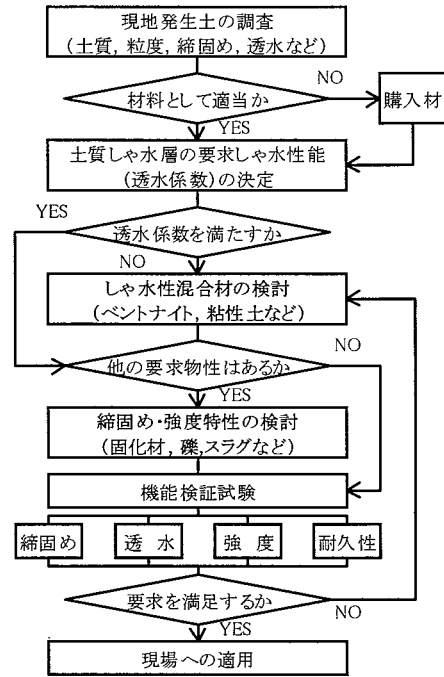 現地発生土の調査
(土質, 粒度, 締固め, 透水など)
NO
材料として適当か
購入材
YES
土質しゃ水層の要求しゃ水性能
(透水係数)の決定
YES
透水係数を満たすか
NO
しゃ水性混合材の検討
(ベントナイト, 粘性土など)
NO
他の要求物性はあるか
YES
締固め・強度特性の検討
(固化材, 礫,スラグなど)
機能検証試験
締固め 透水 強度 耐久性
要求を満足するか
NO
YES
現場への適用